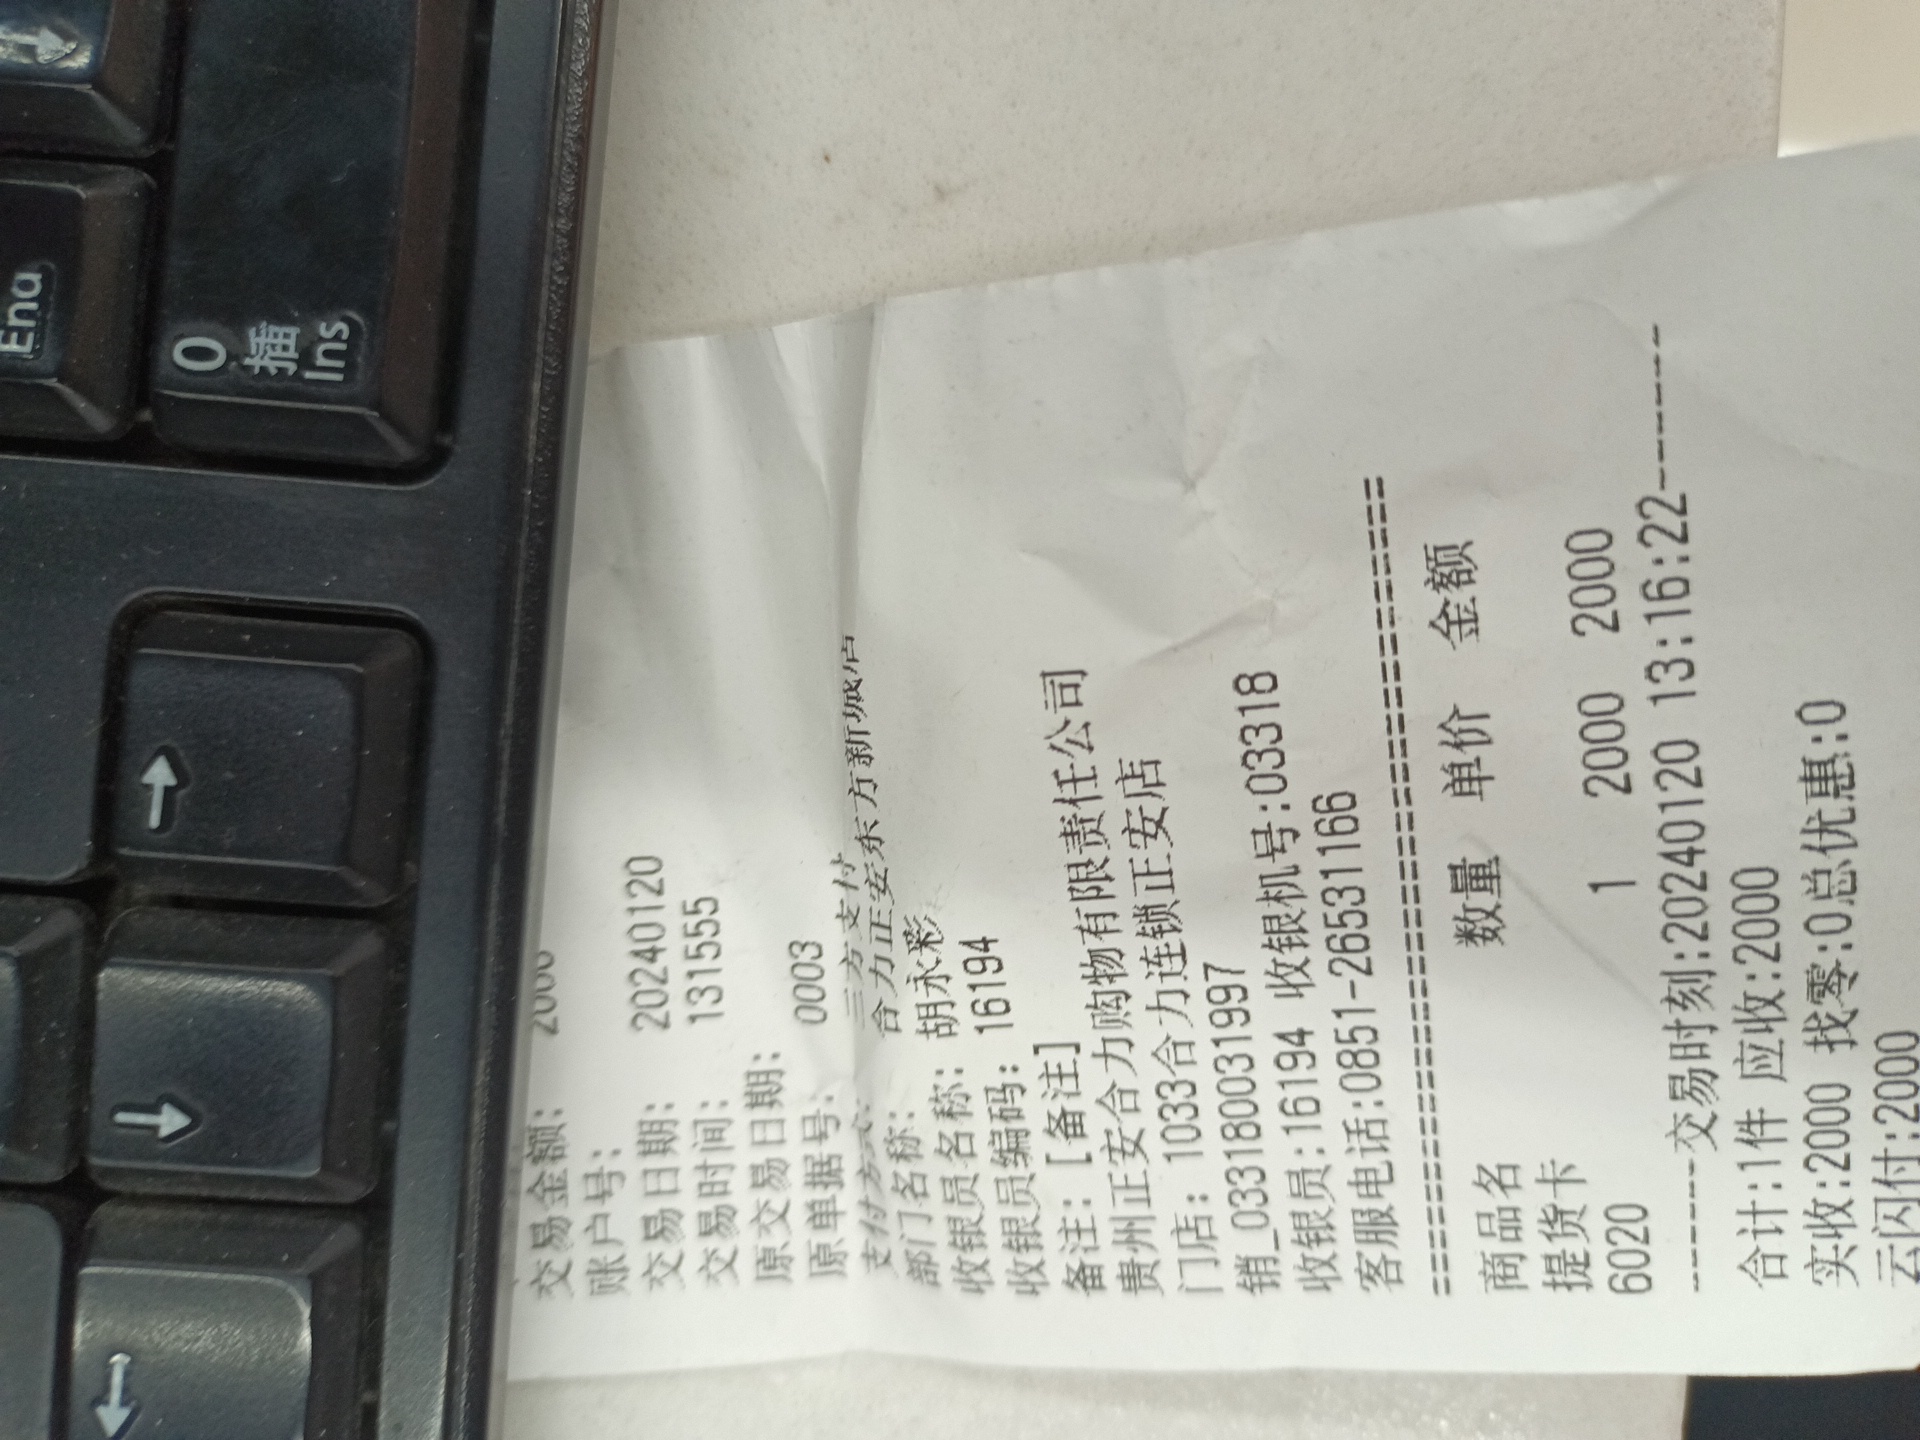 End
0
插
Ins
交易金额: 2000
账户号:
交易日期: 20240120
交易时间: 131555
原交易日期:
原单据号: 0003
支付方式: 三方支付
部门名称: 合力正安东方新城店
收银员名称: 胡永彩
收银员编码: 16194
备注: [备注]
贵州正安合力购物有限责任公司
门店: 1033合力连锁正安店
销_03318003199​7
收银员:16194 收银机号:03318
客服电话:0851-26531166
================================
商品名 数量 单价 金额
提货卡
6020 1 2000 2000
------交易时刻:20240120 13:16:22------
合计:1件 应收:2000
实收:2000 找零:0总优惠:0
云闪付:2000